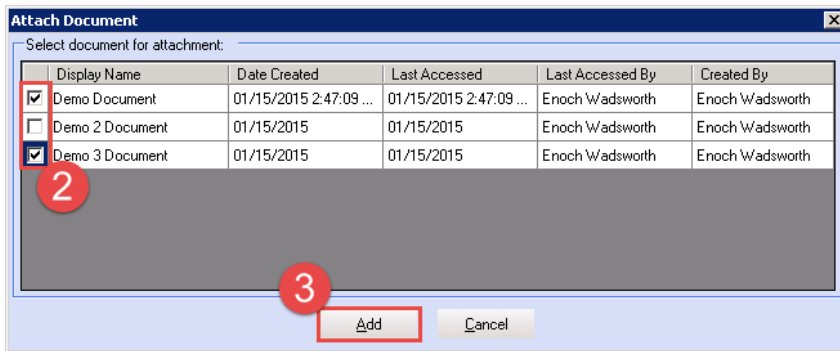 Attach Document
Select document for attachment:
Display Name Date Created Last Accessed Last Accessed By Created By
Demo Document 01/15/2015 2:47:09 ... 01/15/2015 2:47:09 ... Enoch Wadsworth Enoch Wadsworth
Demo 2 Document 01/15/2015 01/15/2015 Enoch Wadsworth Enoch Wadsworth
Demo 3 Document 01/15/2015 01/15/2015 Enoch Wadsworth Enoch Wadsworth
2
3
Add Cancel